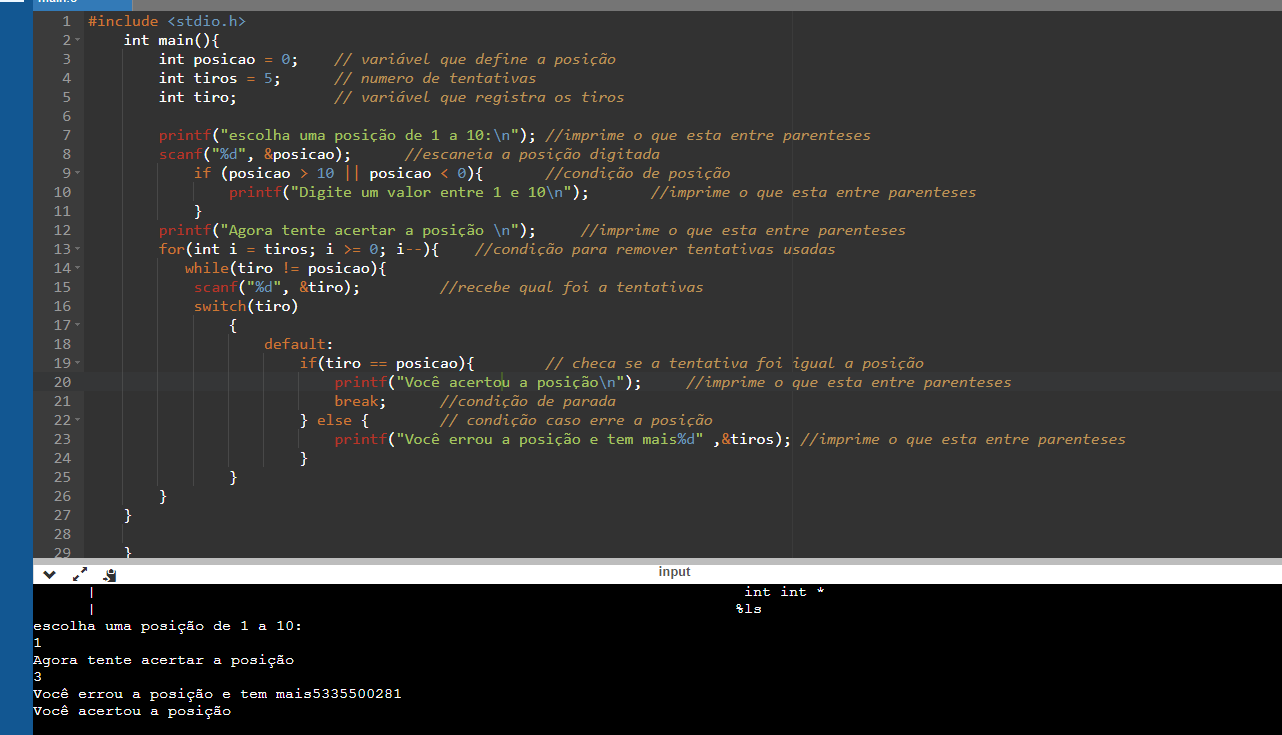 main.c
1 #include <stdio.h>
2 int main(){
3 int posicao = 0; // variável que define a posição
4 int tiros = 5; // numero de tentativas
5 int tiro; // variável que registra os tiros
6
7 printf("escolha uma posição de 1 a 10:\n"); //imprime o que esta entre parenteses
8 scanf("%d", &posicao); //escaneia a posição digitada
9 if (posicao > 10 || posicao < 0){ //condição de posição
10 printf("Digite um valor entre 1 e 10\n"); //imprime o que esta entre parenteses
11 }
12 printf("Agora tente acertar a posição \n"); //imprime o que esta entre parenteses
13 for(int i = tiros; i >= 0; i--){ //condição para remover tentativas usadas
14 while(tiro != posicao){
15 scanf("%d", &tiro); //recebe qual foi a tentativas
16 switch(tiro)
17 {
18 default:
19 if(tiro == posicao){ // checa se a tentativa foi igual a posição
20 printf("Você acertou a posição\n"); //imprime o que esta entre parenteses
21 break; //condição de parada
22 } else { // condição caso erre a posição
23 printf("Você errou a posição e tem mais%d" ,&tiros); //imprime o que esta entre parenteses
24 }
25 }
26 }
27 }
28
29 }
input
| int int *
| %ls
escolha uma posição de 1 a 10:
1
Agora tente acertar a posição
3
Você errou a posição e tem mais5335500281
Você acertou a posição